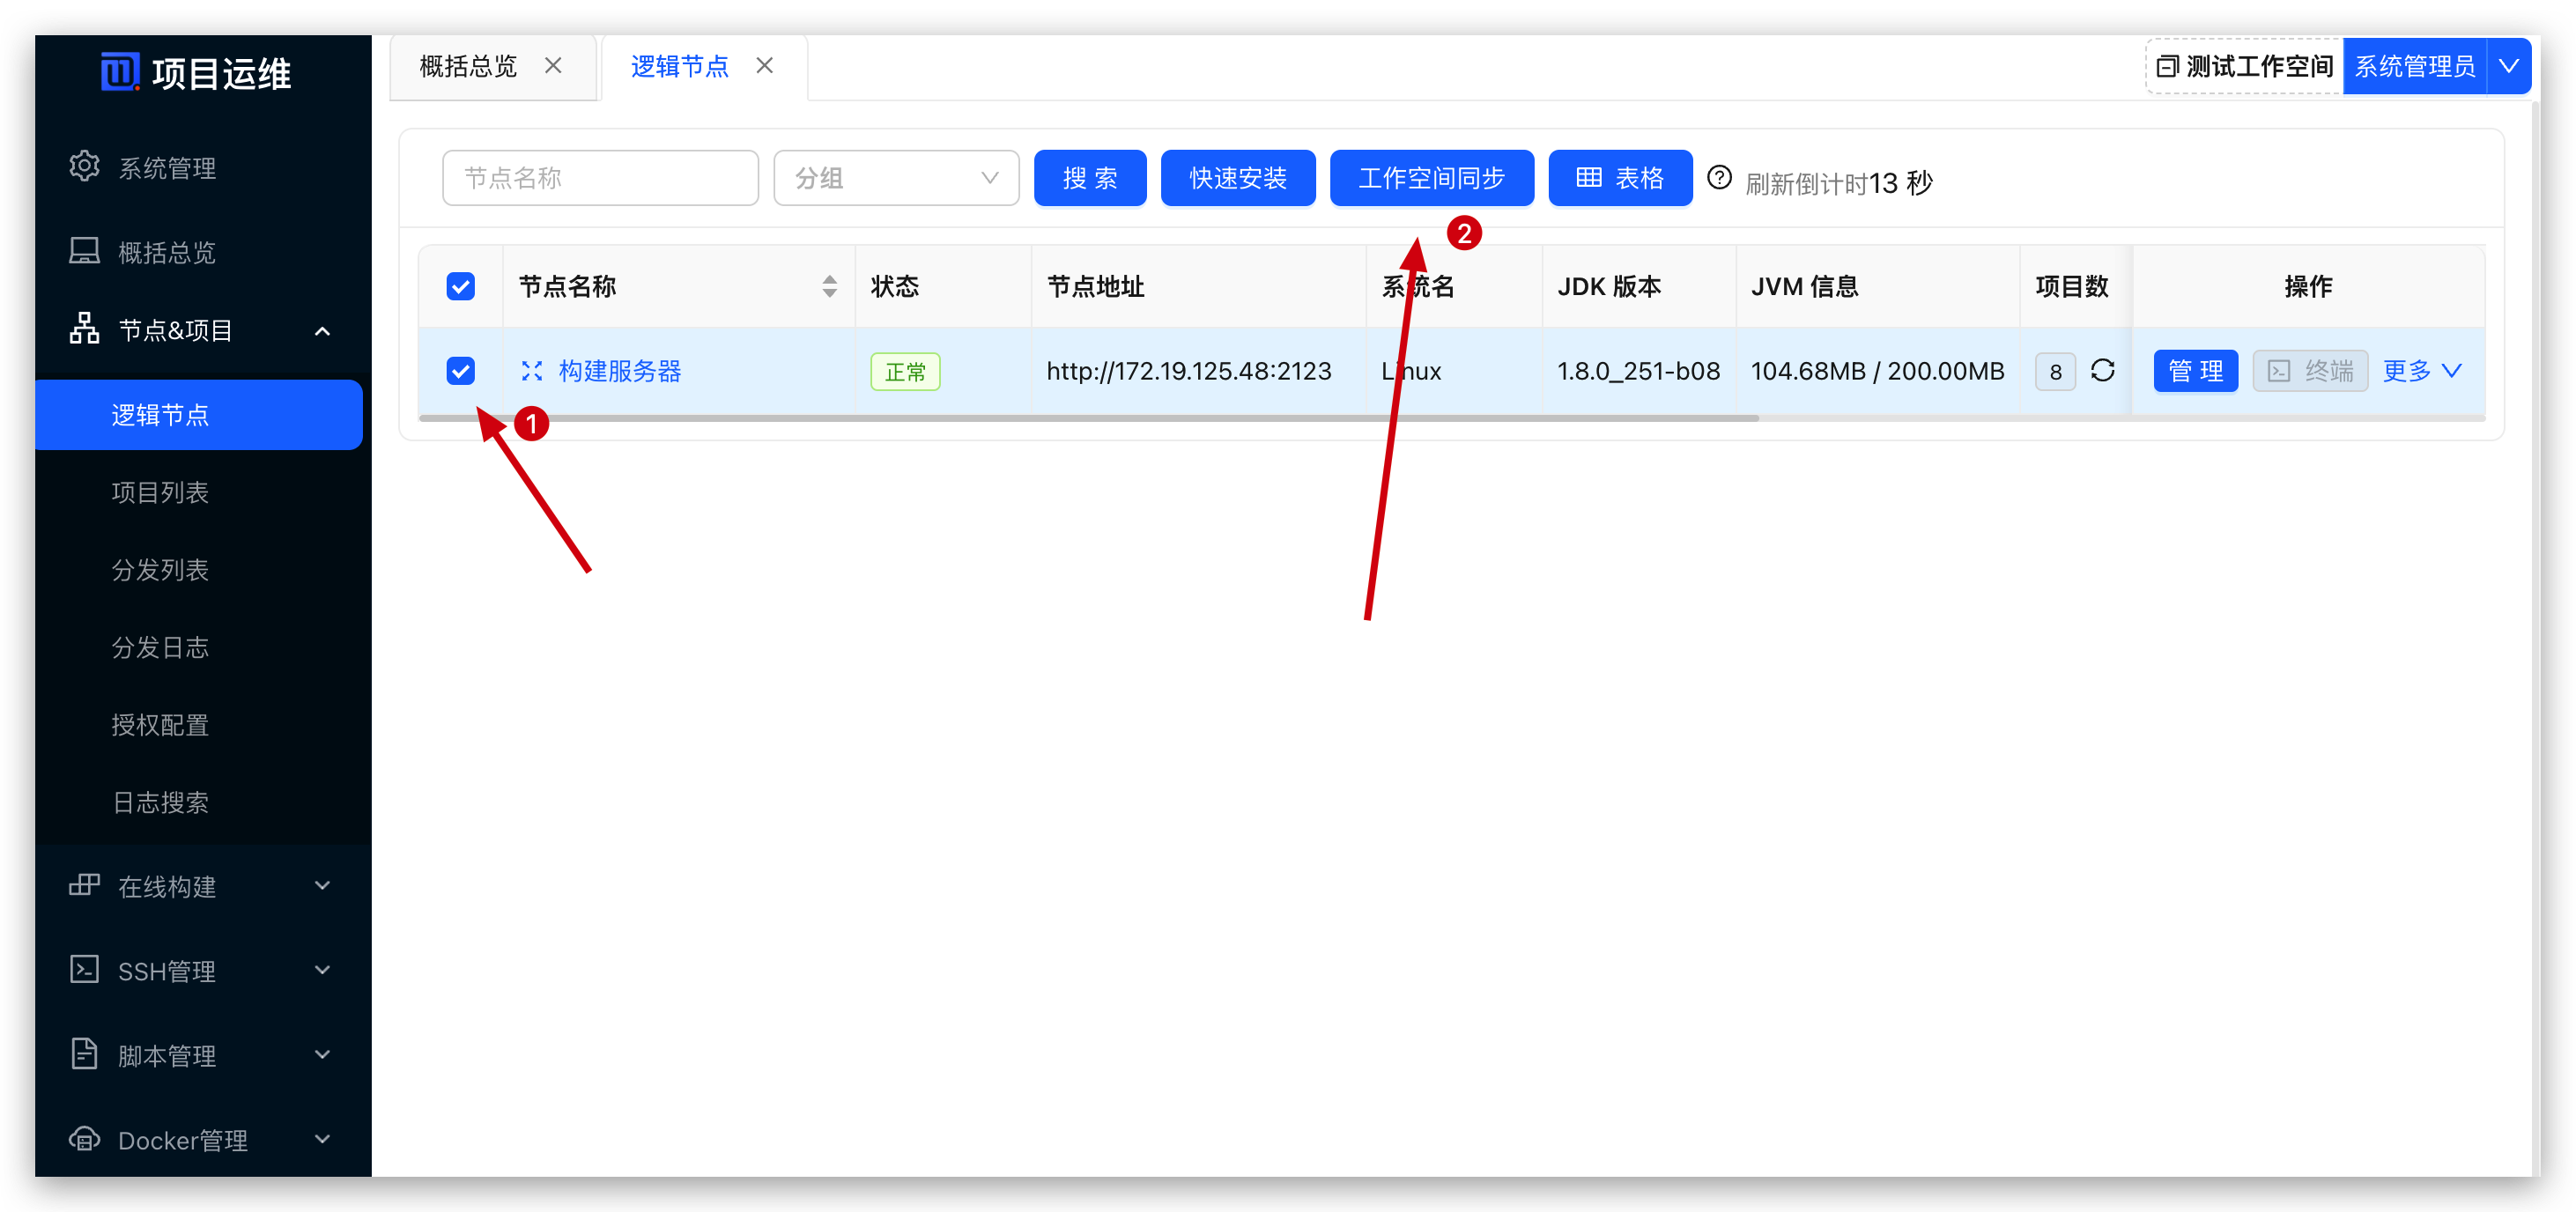 项目运维
概括总览
逻辑节点
测试工作空间
系统管理员
系统管理
概括总览
节点&项目
逻辑节点
项目列表
分发列表
分发日志
授权配置
日志搜索
在线构建
SSH管理
脚本管理
Docker管理
节点名称
分组
搜 索
快速安装
工作空间同步
表格
刷新倒计时13 秒
2
节点名称 状态 节点地址 系统名 JDK 版本 JVM 信息 项目数 操作
构建服务器 正常 http://172.19.125.48:2123 Linux 1.8.0_251-b08 104.68MB / 200.00MB 8 管 理 终端 更多
1